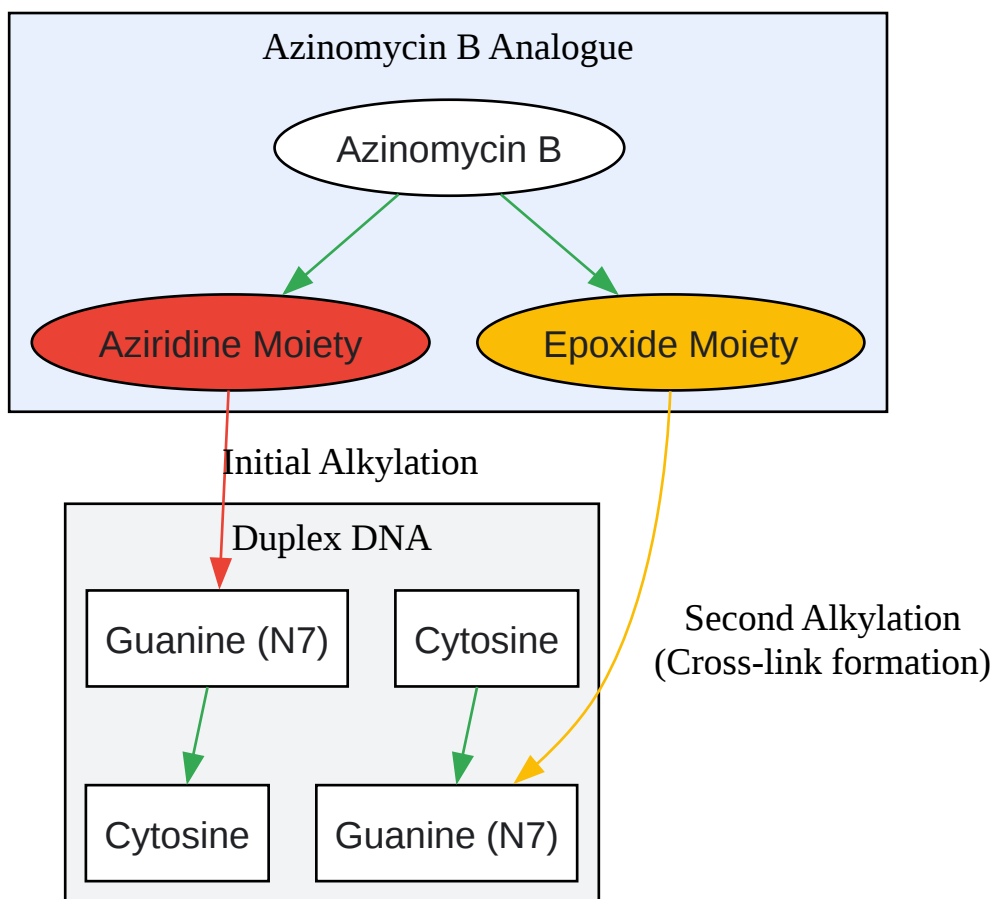 Azinomycin B Analogue
Azinomycin B
Aziridine Moiety
Epoxide Moiety
Initial Alkylation
Duplex DNA
Guanine (N7)
Cytosine
Second Alkylation
(Cross-link formation)
Cytosine
Guanine (N7)